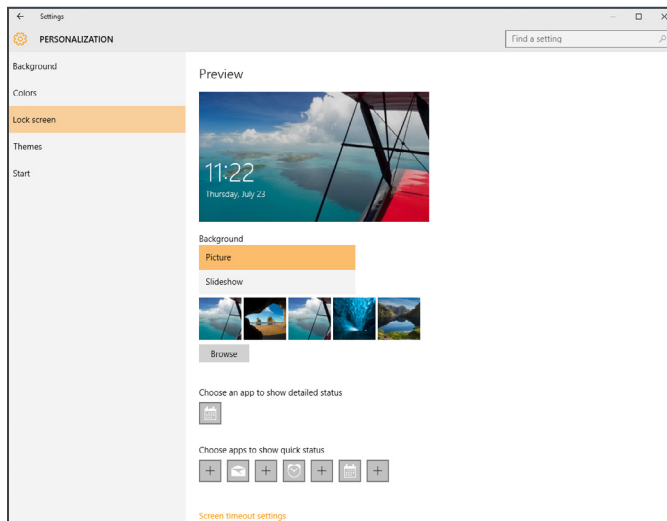 Settings
PERSONALIZATION
Find a setting
Background
Colors
Lock screen
Themes
Start
Preview
11:22
Thursday, July 23
Background
Picture
Slideshow
Browse
Choose an app to show detailed status
Choose apps to show quick status
Screen timeout settings